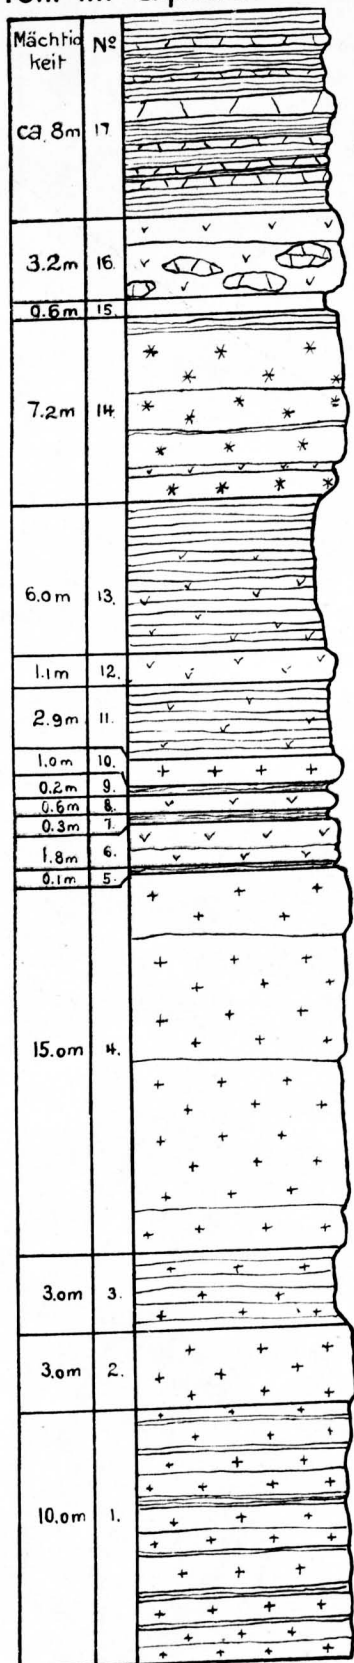 Mächtig Nº
keit
ca. 8m 17.
3.2m 16.
0.6m 15.
7.2m 14.
6.0m 13.
1.1m 12.
2.9m 11.
1.0m 10.
0.2m 9.
0.6m 8.
0.3m 7.
1.8m 6.
0.1m 5.
15.0m 4.
3.0m 3.
3.0m 2.
10.0m 1.